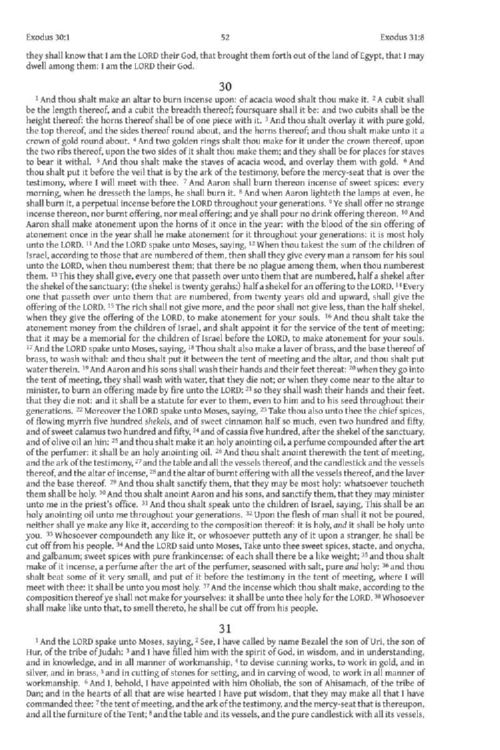 Exodus 30:1 52 Exodus 31:8
they shall know that I am the LORD their God, that brought them forth out of the land of Egypt, that I may
dwell among them: I am the LORD their God.
30
1 And thou shalt make an altar to burn incense upon: of acacia wood shalt thou make it. 2 A cubit shall
be the length thereof, and a cubit the breadth thereof; foursquare shall it be: and two cubits shall be the
height thereof: the horns thereof shall be of one piece with it. 3 And thou shalt overlay it with pure gold,
the top thereof, and the sides thereof round about, and the horns thereof; and thou shalt make unto it a
crown of gold round about. 4 And two golden rings shalt thou make for it under the crown thereof, upon
the two ribs thereof, upon the two sides of it shalt thou make them; and they shall be for places for staves
to bear it withal. 5 And thou shalt make the staves of acacia wood, and overlay them with gold. 6 And
thou shalt put it before the veil that is by the ark of the testimony, before the mercy-seat that is over the
testimony, where I will meet with thee. 7 And Aaron shall burn thereon incense of sweet spices: every
morning, when he dresseth the lamps, he shall burn it. 8 And when Aaron lighteth the lamps at even, he
shall burn it, a perpetual incense before the LORD throughout your generations. 9 Ye shall offer no strange
incense thereon, nor burnt offering, nor meal offering; and ye shall pour no drink offering thereon. 10 And
Aaron shall make atonement upon the horns of it once in the year: with the blood of the sin offering of
atonement once in the year shall he make atonement for it throughout your generations: it is most holy
unto the LORD. 11 And the LORD spake unto Moses, saying, 12 When thou takest the sum of the children of
Israel, according to those that are numbered of them, then shall they give every man a ransom for his soul
unto the LORD, when thou numberest them; that there be no plague among them, when thou numberest
them. 13 This they shall give, every one that passeth over unto them that are numbered, half a shekel after
the shekel of the sanctuary: (the shekel is twenty gerahs:) half a shekel for an offering to the LORD. 14 Every
one that passeth over unto them that are numbered, from twenty years old and upward, shall give the
offering of the LORD. 15 The rich shall not give more, and the poor shall not give less, than the half shekel,
when they give the offering of the LORD, to make atonement for your souls. 16 And thou shalt take the
atonement money from the children of Israel, and shalt appoint it for the service of the tent of meeting;
that it may be a memorial for the children of Israel before the LORD, to make atonement for your souls.
17 And the LORD spake unto Moses, saying, 18 Thou shalt also make a laver of brass, and the base thereof of
brass, to wash withal: and thou shalt put it between the tent of meeting and the altar, and thou shalt put
water therein. 19 And Aaron and his sons shall wash their hands and their feet thereat: 20 when they go into
the tent of meeting, they shall wash with water, that they die not; or when they come near to the altar to
minister, to burn an offering made by fire unto the LORD: 21 so they shall wash their hands and their feet,
that they die not: and it shall be a statute for ever to them, even to him and to his seed throughout their
generations. 22 Moreover the LORD spake unto Moses, saying, 23 Take thou also unto thee the chief spices,
of flowing myrrh five hundred shekels, and of sweet cinnamon half so much, even two hundred and fifty,
and of sweet calamus two hundred and fifty, 24 and of cassia five hundred, after the shekel of the sanctuary,
and of olive oil an hin: 25 and thou shalt make it an holy anointing oil, a perfume compounded after the art
of the perfumer: it shall be an holy anointing oil. 26 And thou shalt anoint therewith the tent of meeting,
and the ark of the testimony, 27 and the table and all the vessels thereof, and the candlestick and the vessels
thereof, and the altar of incense, 28 and the altar of burnt offering with all the vessels thereof, and the laver
and the base thereof. 29 And thou shalt sanctify them, that they may be most holy: whatsoever toucheth
them shall be holy. 30 And thou shalt anoint Aaron and his sons, and sanctify them, that they may minister
unto me in the priest's office. 31 And thou shalt speak unto the children of Israel, saying, This shall be an
holy anointing oil unto me throughout your generations. 32 Upon the flesh of man shall it not be poured,
neither shall ye make any like it, according to the composition thereof: it is holy, and it shall be holy unto
you. 33 Whosoever compoundeth any like it, or whosoever putteth any of it upon a stranger, he shall be
cut off from his people. 34 And the LORD said unto Moses, Take unto thee sweet spices, stacte, and onycha,
and galbanum; sweet spices with pure frankincense: of each shall there be a like weight; 35 and thou shalt
make of it incense, a perfume after the art of the perfumer, seasoned with salt, pure and holy: 36 and thou
shalt beat some of it very small, and put of it before the testimony in the tent of meeting, where I will
meet with thee: it shall be unto you most holy. 37 And the incense which thou shalt make, according to the
composition thereof ye shall not make for yourselves: it shall be unto thee holy for the LORD. 38 Whosoever
shall make like unto that, to smell thereto, he shall be cut off from his people.
31
1 And the LORD spake unto Moses, saying, 2 See, I have called by name Bezalel the son of Uri, the son of
Hur, of the tribe of Judah: 3 and I have filled him with the spirit of God, in wisdom, and in understanding,
and in knowledge, and in all manner of workmanship, 4 to devise cunning works, to work in gold, and in
silver, and in brass, 5 and in cutting of stones for setting, and in carving of wood, to work in all manner of
workmanship. 6 And I, behold, I have appointed with him Oholiab, the son of Ahisamach, of the tribe of
Dan; and in the hearts of all that are wise hearted I have put wisdom, that they may make all that I have
commanded thee: 7 the tent of meeting, and the ark of the testimony, and the mercy-seat that is thereupon,
and all the furniture of the Tent; 8 and the table and its vessels, and the pure candlestick with all its vessels,